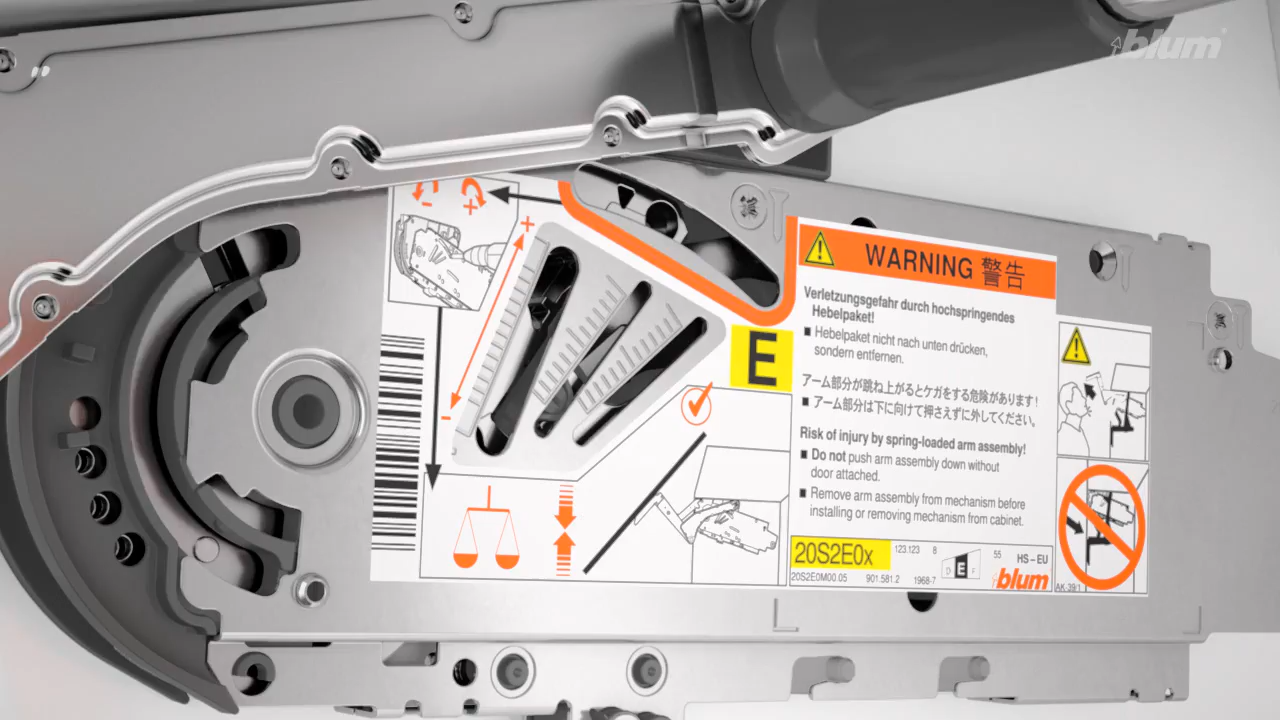 blum
WARNING 警告
Verletzungsgefahr durch hochspringendes
Hebelpaket!
■ Hebelpaket nicht nach unten drücken,
sondern entfernen.
アーム部分が跳ね上がるとケガをする危険があります!
■ アーム部分は下に向けて押さえずに外してください。
Risk of injury by spring-loaded arm assembly!
■ Do not push arm assembly down without
door attached.
■ Remove arm assembly from mechanism before
installing or removing mechanism from cabinet.
E
- +
+
-
20S2E0x
123.123 8 D E F 55 HS – EU
20S2E0M00.05 901.581.2 1968-7 blum
AK-39/1